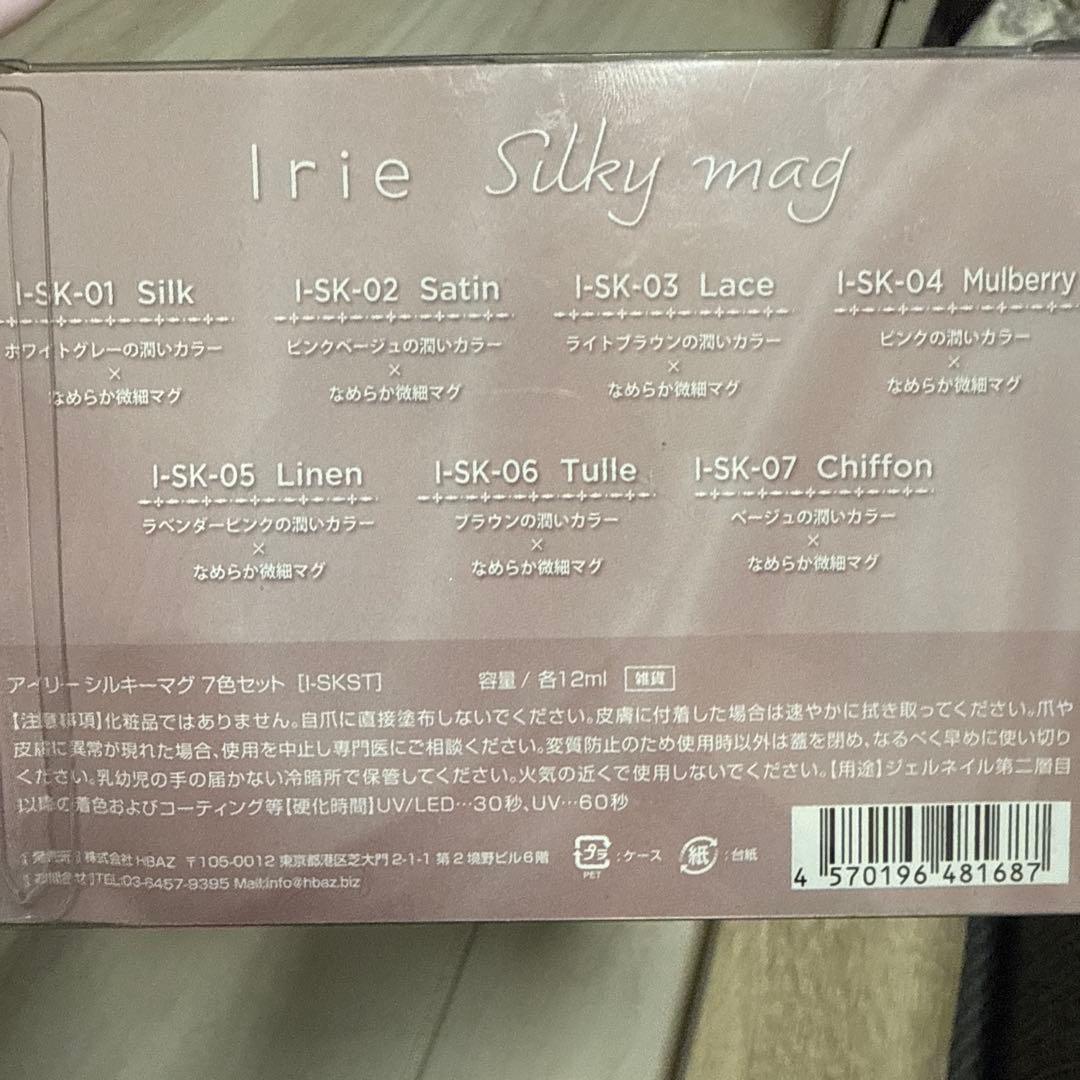 Irie Silky mag
I-SK-01 Silk I-SK-02 Satin I-SK-03 Lace I-SK-04 Mulberry
ホワイトグレーの潤いカラー ピンクベージュの潤いカラー ライトブラウンの潤いカラー ピンクの潤いカラー
× × × ×
なめらか微細マグ なめらか微細マグ なめらか微細マグ なめらか微細マグ
I-SK-05 Linen I-SK-06 Tulle I-SK-07 Chiffon
ラベンダーピンクの潤いカラー ブラウンの潤いカラー ベージュの潤いカラー
× × ×
なめらか微細マグ なめらか微細マグ なめらか微細マグ
アイリーシルキーマグ 7色セット [I-SKST] 容量 / 各12ml 雑貨
【注意事項】化粧品ではありません。自爪に直接塗布しないでください。皮膚に付着した場合は速やかに拭き取ってください。爪や
皮膚に異常が現れた場合、使用を中止し専門医にご相談ください。変質防止のため使用時以外は蓋を閉め、なるべく早めに使い切り
ください。乳幼児の手の届かない冷暗所で保管してください。火気の近くで使用しないでください。【用途】ジェルネイル第二層目
以降の着色およびコーティング等【硬化時間】UV/LED…30秒、UV…60秒
【発売元】株式会社HBAZ 〒105-0012 東京都港区芝大門2-1-1 第2境野ビル6階 プラ PET :ケース 紙 :台紙
【お問合せ】TEL:03-6457-9395 Mail:info@hbaz.biz
4 570196 481687